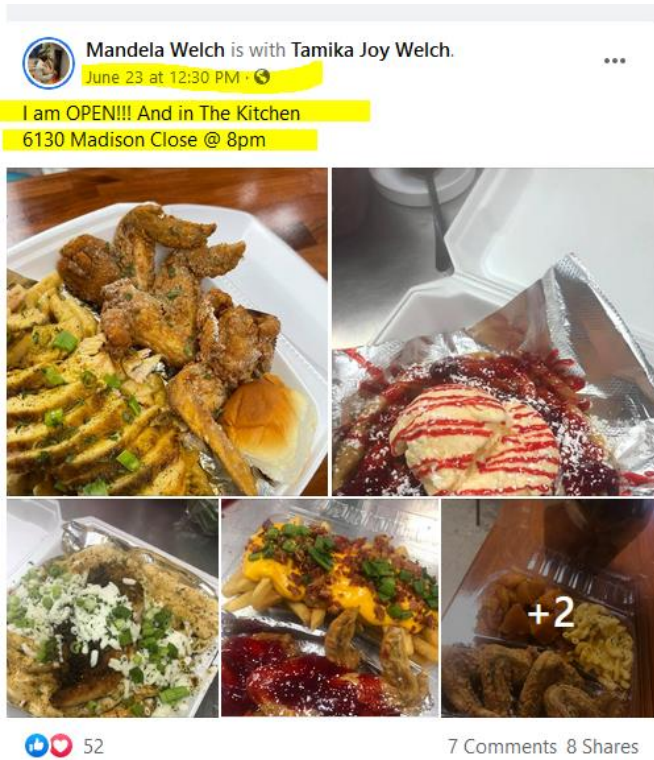 Mandela Welch is with Tamika Joy Welch.
June 23 at 12:30 PM ·
I am OPEN!!! And in The Kitchen
6130 Madison Close @ 8pm
+2
52
7 Comments 8 Shares